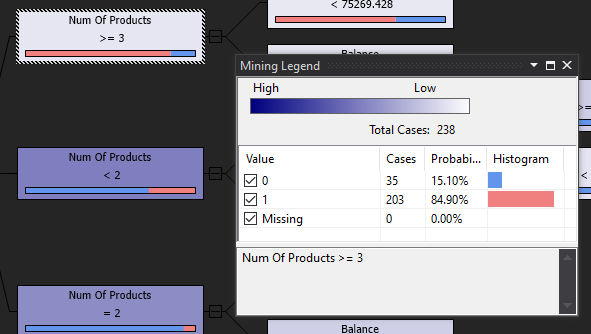 Num Of Products
>= 3
< 75269.428
Balance
Mining Legend
High Low
Total Cases: 238
Value Cases Probabi... Histogram
0 35 15.10%
1 203 84.90%
Missing 0 0.00%
Num Of Products >= 3
Num Of Products
< 2
<
Num Of Products
= 2
Balance